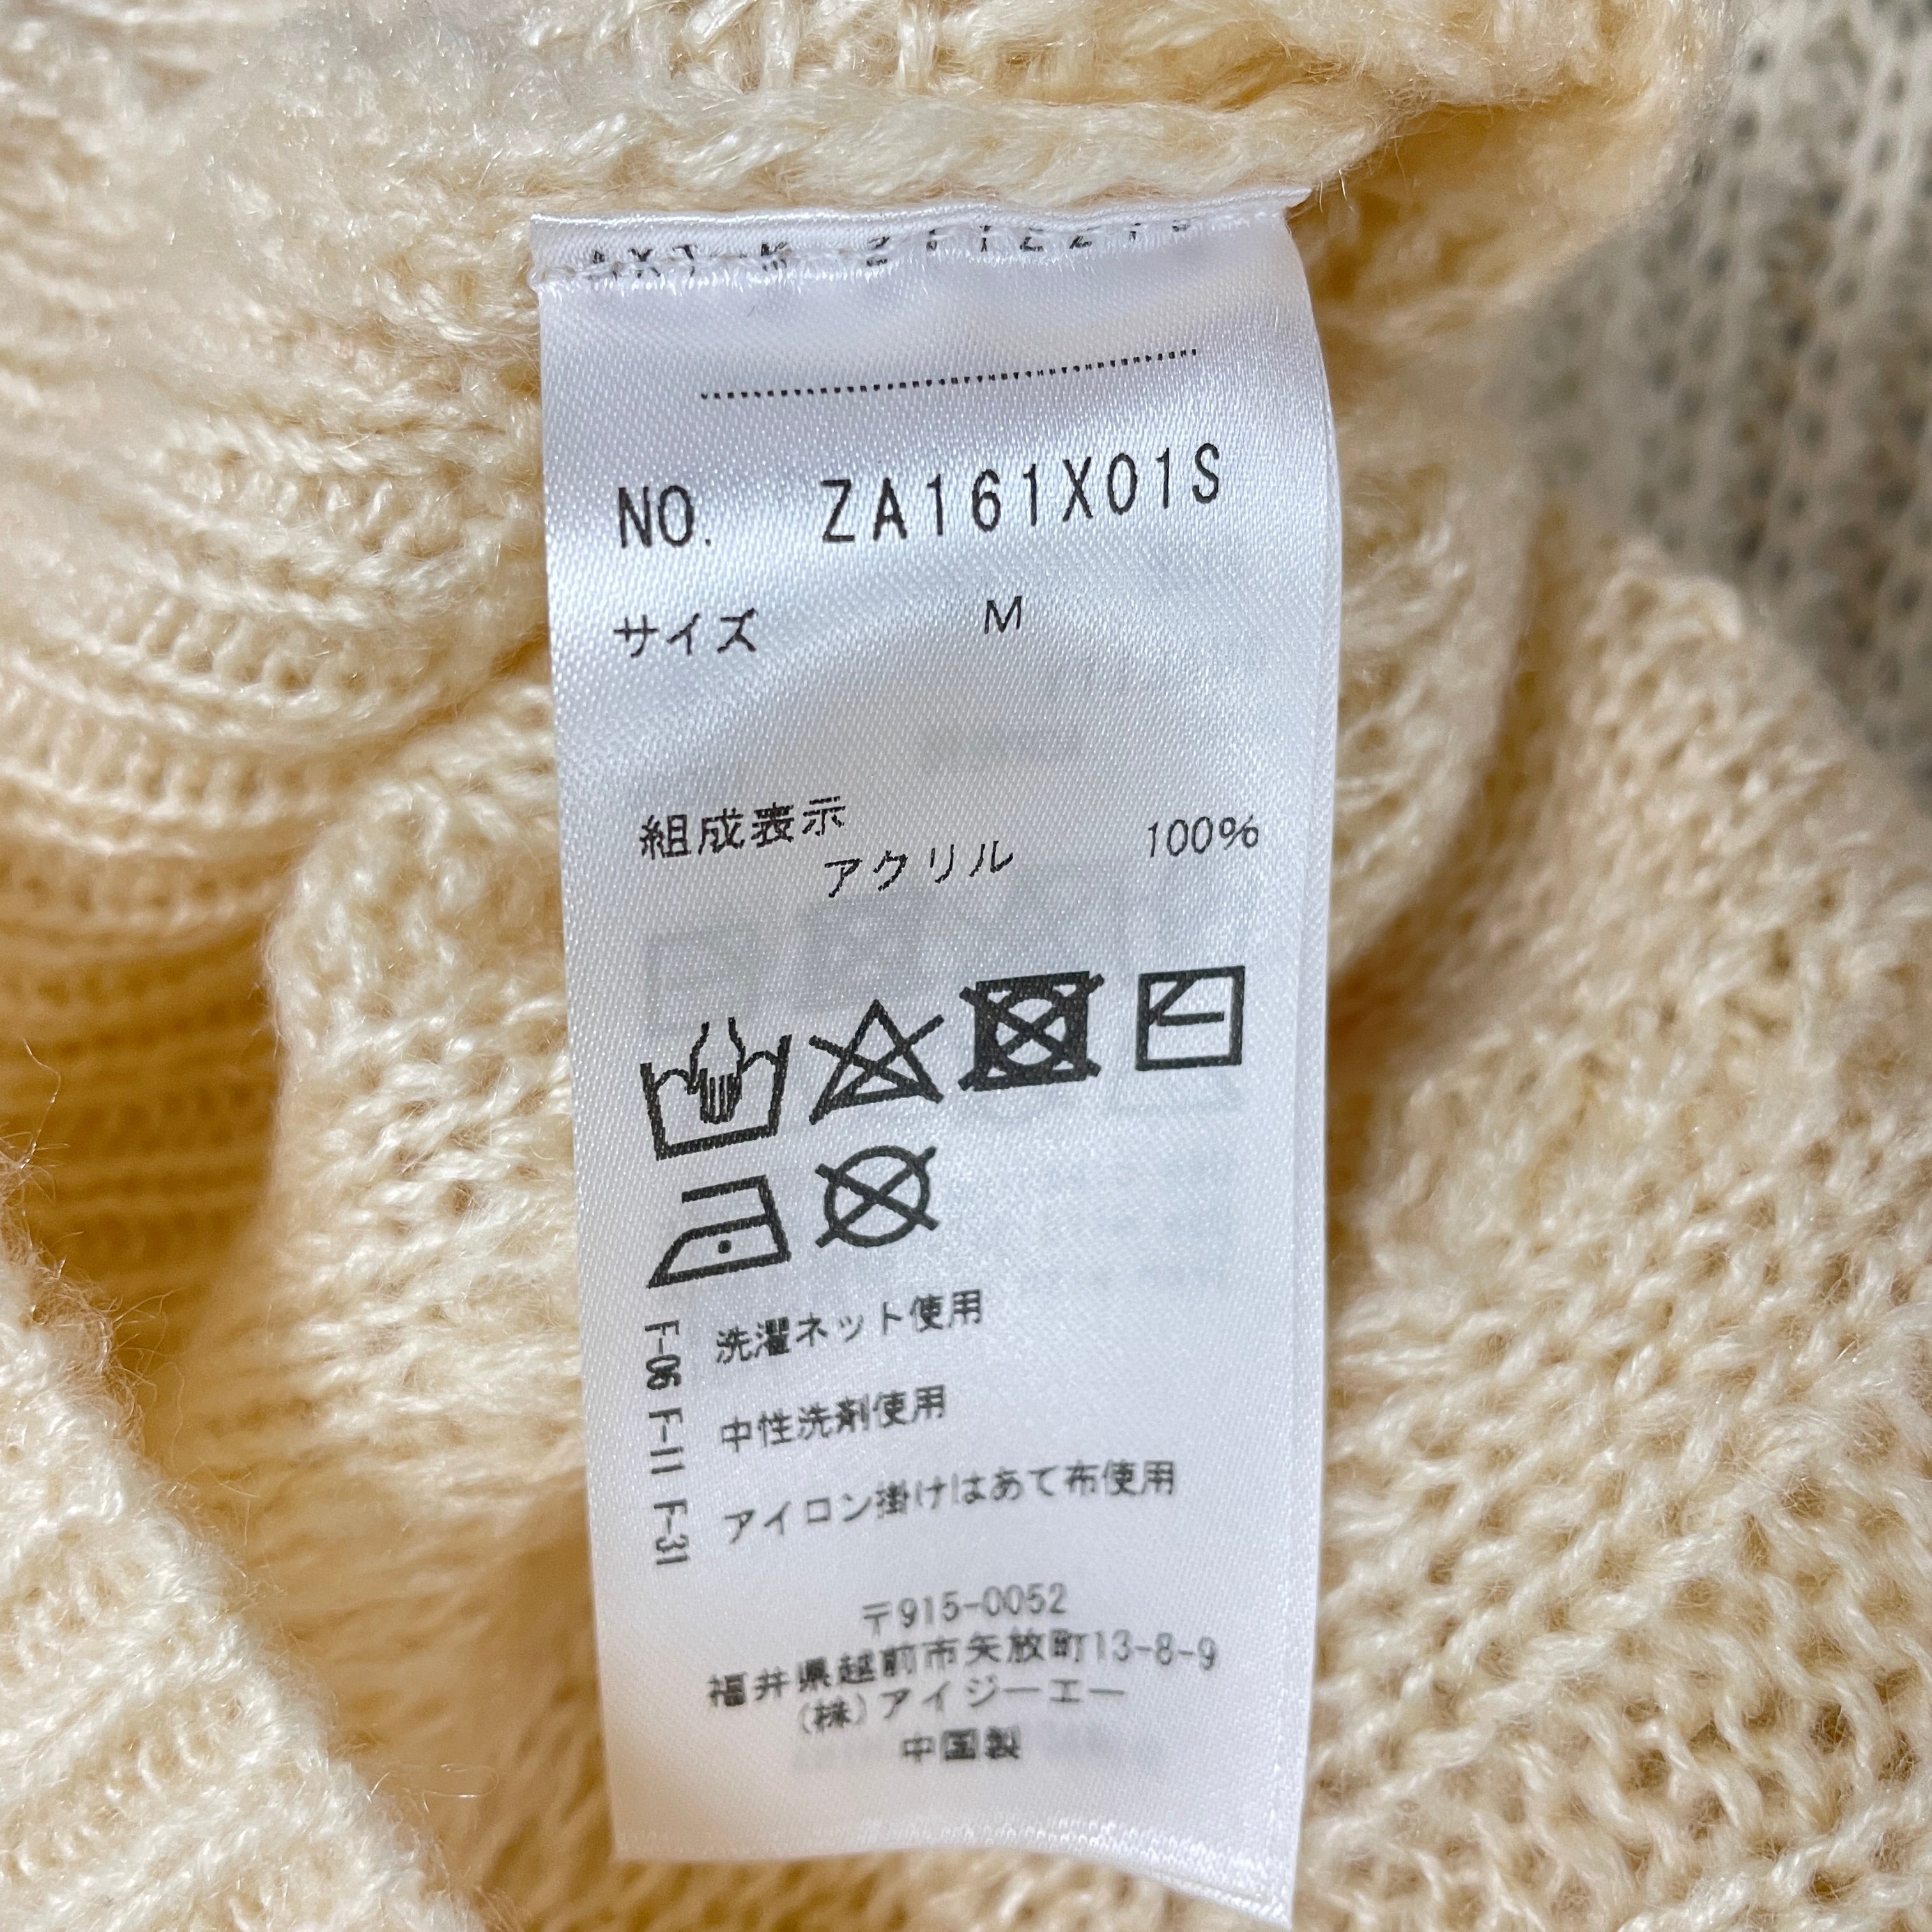 NO. ZA161X01S
サイズ M
組成表示
アクリル 100%
F-06 洗濯ネット使用
F-11 中性洗剤使用
F-31 アイロン掛けはあて布使用
〒915-0052
福井県越前市矢放町13-8-9
(株)アイジーエー
中国製